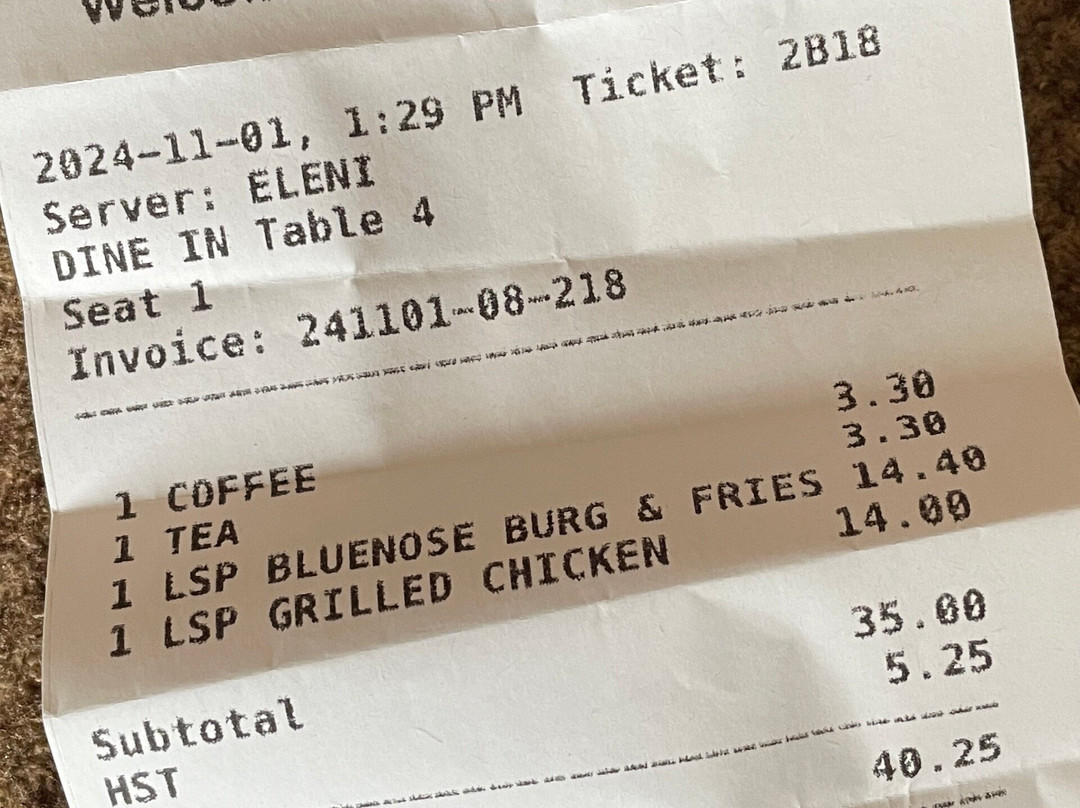 2024-11-01, 1:29 PM Ticket: 2B18
Server: ELENI
DINE IN Table 4
Seat 1
Invoice: 241101-08-218
1 COFFEE 3.30
1 TEA 3.30
1 LSP BLUENOSE BURG & FRIES 14.40
1 LSP GRILLED CHICKEN 14.00
Subtotal 35.00
HST 5.25
40.25